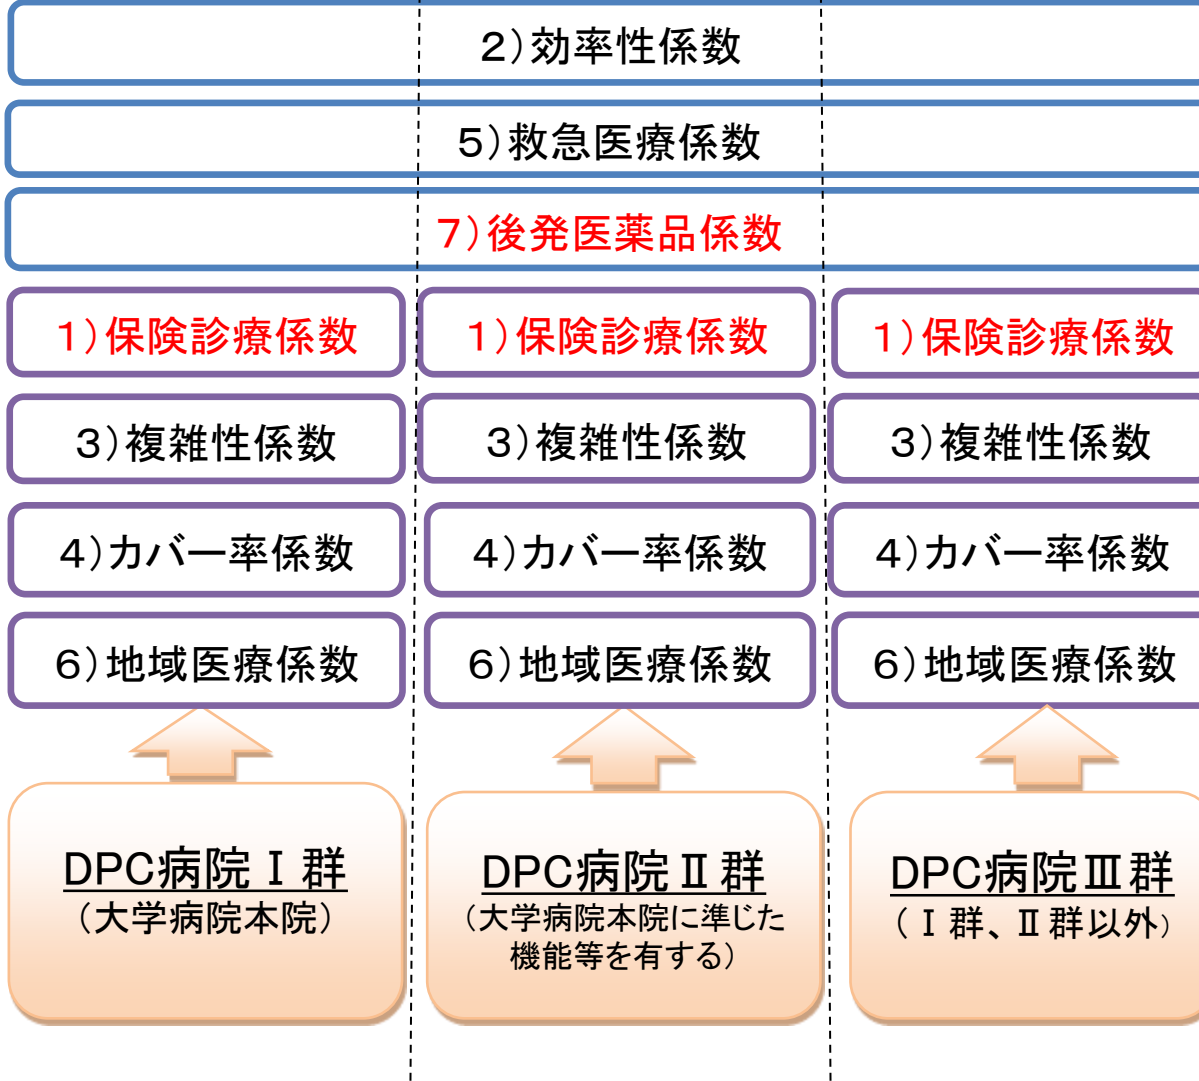 ２）効率性係数
５）救急医療係数
７）後発医薬品係数
１）保険診療係数
１）保険診療係数
１）保険診療係数
３）複雑性係数
３）複雑性係数
３）複雑性係数
４）カバー率係数
４）カバー率係数
４）カバー率係数
６）地域医療係数
６）地域医療係数
６）地域医療係数
DPC病院Ⅰ群
（大学病院本院）
DPC病院Ⅱ群
（大学病院本院に準じた
機能等を有する）
DPC病院Ⅲ群
（Ⅰ群、Ⅱ群以外）